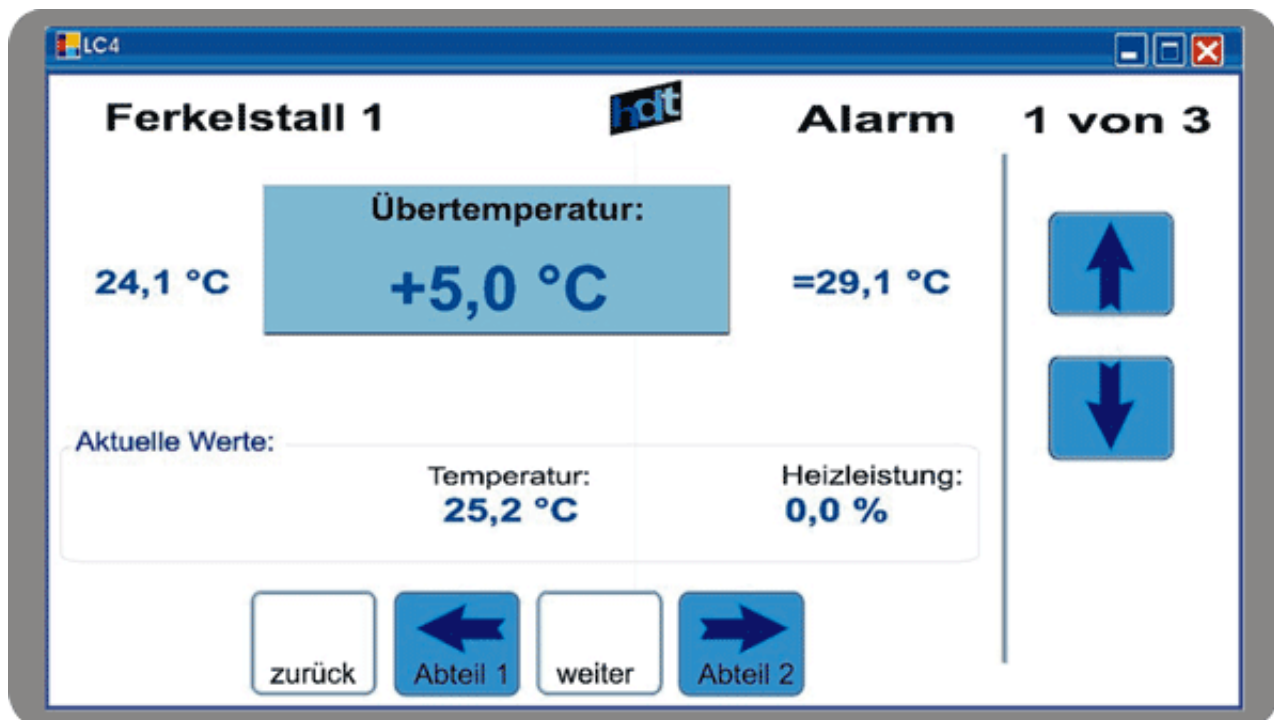 LC4
Ferkelstall 1
hdt
Alarm
1 von 3
Übertemperatur:
24,1 °C
+5,0 °C
=29,1 °C
Aktuelle Werte:
Temperatur:
Heizleistung:
25,2 °C
0,0 %
zurück
Abteil 1
weiter
Abteil 2